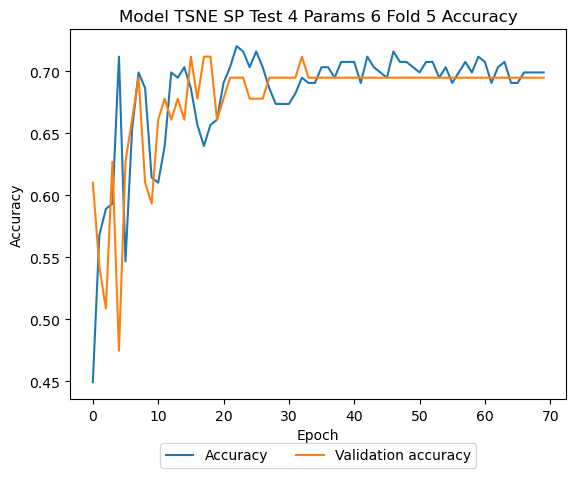 Model TSNE SP Test 4 Params 6 Fold 5 Accuracy
Accuracy
0.70
0.65
0.60
0.55
0.50
0.45
0 10 20 30 40 50 60 70
Epoch
Accuracy Validation accuracy